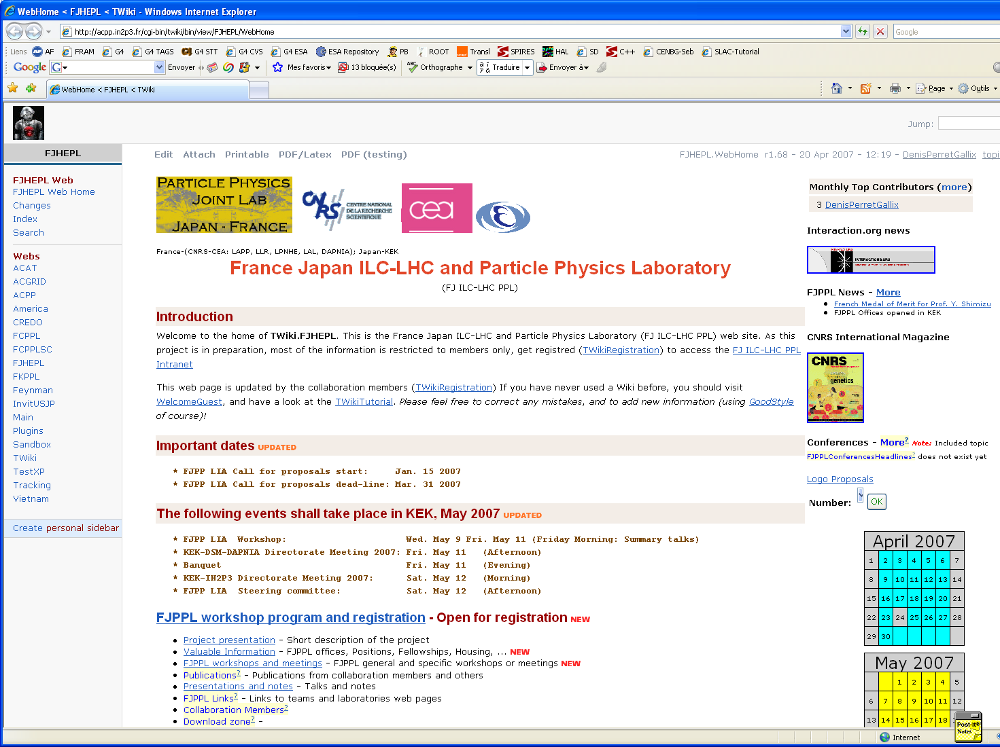 WebHome < FJHEPL < TWiki - Windows Internet Explorer
http://acpp.in2p3.fr/cgi-bin/twiki/bin/view/FJHEPL/WebHome
Google
Liens AF FRAM G4 G4 TAGS G4 STT G4 CVS G4 ESA ESA Repository PB ROOT Transl SPIRES HAL SD C++ CENBG-Seb SLAC-Tutorial
Google G Envoyer Mes favoris 13 bloquée(s) ABC Orthographe Traduire Envoyer à
WebHome < FJHEPL < TWiki
Page Outils
Jump:
FJHEPL
Edit Attach Printable PDF/Latex PDF (testing)
FJHEPL.WebHome r1.68 - 20 Apr 2007 - 12:19 - DenisPerretGallix topi
FJHEPL Web
FJHEPL Web Home
Changes
Index
Search
Webs
ACAT
ACGRID
ACPP
America
CREDO
FCPPL
FCPPLSC
FJHEPL
FKPPL
Feynman
InvitUSJP
Main
Plugins
Sandbox
TWiki
TestXP
Tracking
Vietnam
Create personal sidebar
PARTICLE PHYSICS
JOINT LAB
JAPAN - FRANCE
CNRS
CENTRE NATIONAL
DE LA RECHERCHE
SCIENTIFIQUE
cea
France-(CNRS-CEA: LAPP, LLR, LPNHE, LAL, DAPNIA); Japan-KEK
France Japan ILC-LHC and Particle Physics Laboratory
(FJ ILC-LHC PPL)
Introduction
Welcome to the home of TWiki.FJHEPL. This is the France Japan ILC-LHC and Particle Physics Laboratory (FJ ILC-LHC PPL) web site. As this
project is in preparation, most of the information is restricted to members only, get registred (TWikiRegistration) to access the FJ ILC-LHC PPL
Intranet
This web page is updated by the collaboration members (TWikiRegistration) If you have never used a Wiki before, you should visit
WelcomeGuest, and have a look at the TWikiTutorial. Please feel free to correct any mistakes, and to add new information (using GoodStyle
of course)!
Important dates UPDATED
* FJPP LIA Call for proposals start: Jan. 15 2007
* FJPP LIA Call for proposals dead-line: Mar. 31 2007
The following events shall take place in KEK, May 2007 UPDATED
* FJPP LIA Workshop: Wed. May 9 Fri. May 11 (Friday Morning: Summary talks)
* KEK-DSM-DAPNIA Directorate Meeting 2007: Fri. May 11 (Afternoon)
* Banquet Fri. May 11 (Evening)
* KEK-IN2P3 Directorate Meeting 2007: Sat. May 12 (Morning)
* FJPP LIA Steering committee: Sat. May 12 (Afternoon)
FJPPL workshop program and registration - Open for registration NEW
• Project presentation - Short description of the project
• Valuable Information - FJPPL offices, Positions, Fellowships, Housing, ... NEW
• FJPPL workshops and meetings - FJPPL general and specific workshops or meetings NEW
• Publications? - Publications from collaboration members and others
• Presentations and notes - Talks and notes
• FJPPL Links? - Links to teams and laboratories web pages
• Collaboration Members?
• Download zone? -
Monthly Top Contributors (more)
3 DenisPerretGallix
Interaction.org news
INTERACTIONS
INTERACTIONS.ORG
FJPPL News - More
• French Medal of Merit for Prof. Y. Shimizu
• FJPPL Offices opened in KEK
CNRS International Magazine
CNRS
genetics
Conferences - More? Note: Included topic
FJPPLConferencesHeadlines? does not exist yet
Logo Proposals
Number: OK
April 2007
1 2 3 4 5 6 7
8 9 10 11 12 13 14
15 16 17 18 19 20 21
22 23 24 25 26 27 28
29 30
May 2007
1 2 3 4 5
6 7 8 9 10 11 12
13 14 15 16 17 18
Post-it®
Notes
Internet